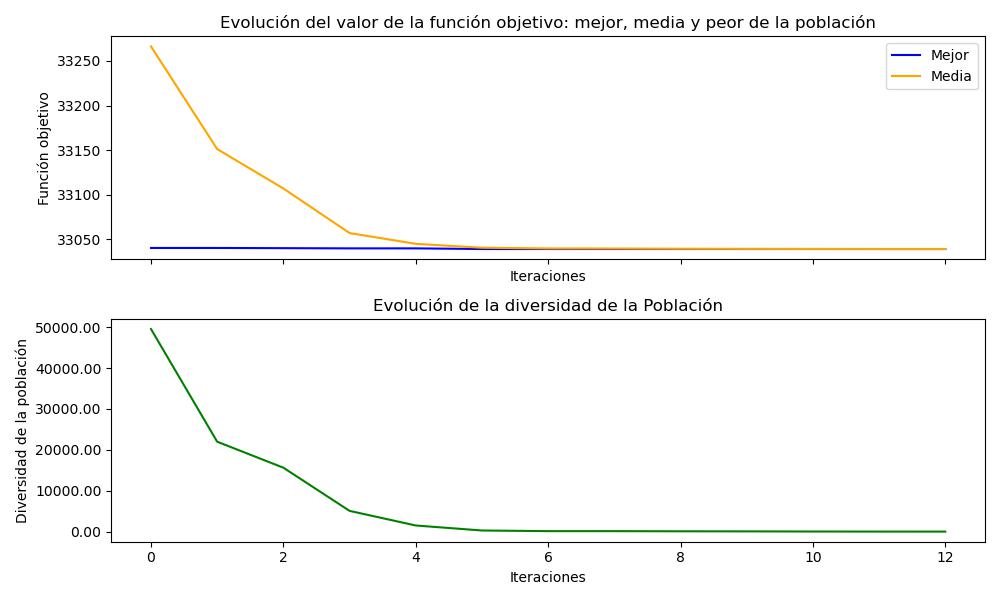 Evolución del valor de la función objetivo: mejor, media y peor de la población
Función objetivo
33250
33200
33150
33100
33050
Mejor
Media
Iteraciones
Evolución de la diversidad de la Población
Diversidad de la población
50000.00
40000.00
30000.00
20000.00
10000.00
0.00
0 2 4 6 8 10 12
Iteraciones